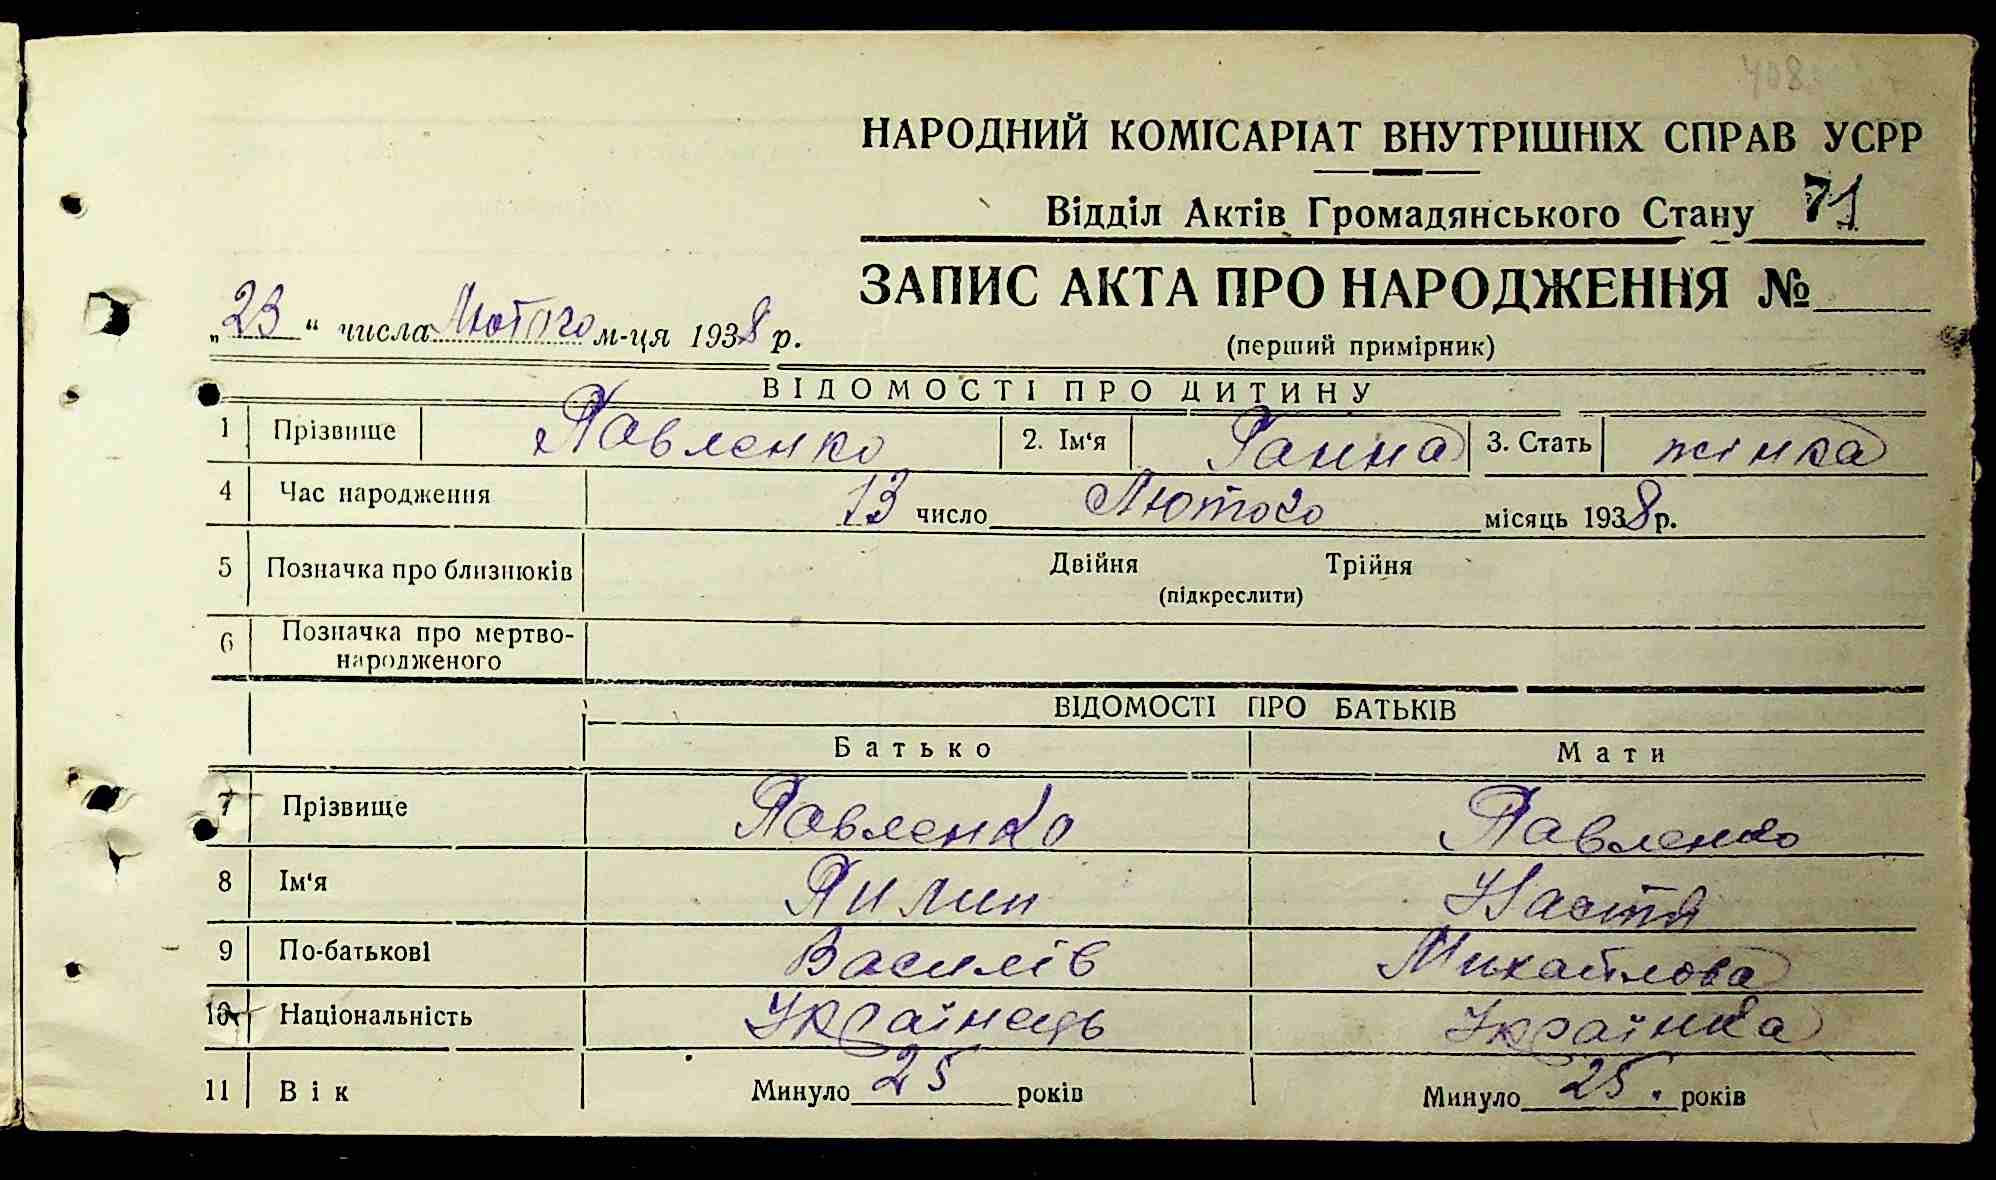 НАРОДНИЙ КОМІСАРІАТ ВНУТРІШНІХ СПРАВ УСРР
Відділ Актів Громадянського Стану 71
ЗАПИС АКТА ПРО НАРОДЖЕННЯ №
„23“ числа Лютого м-ця 1938 р.
(перший примірник)
ВІДОМОСТІ ПРО ДИТИНУ
1 Прізвище Павленко 2. Ім'я Ганна 3. Стать жінка
4 Час народження 13 число Лютого місяць 1938 р.
5 Позначка про близнюків Двійня Трійня
(підкреслити)
6 Позначка про мертво-
народженого
ВІДОМОСТІ ПРО БАТЬКІВ
Батько Мати
7 Прізвище Павленко Павленко
8 Ім'я Пилип Настя
9 По-батькові Василів Михайлова
10 Національність Українець Українка
11 Вік Минуло 25 років Минуло 25. років